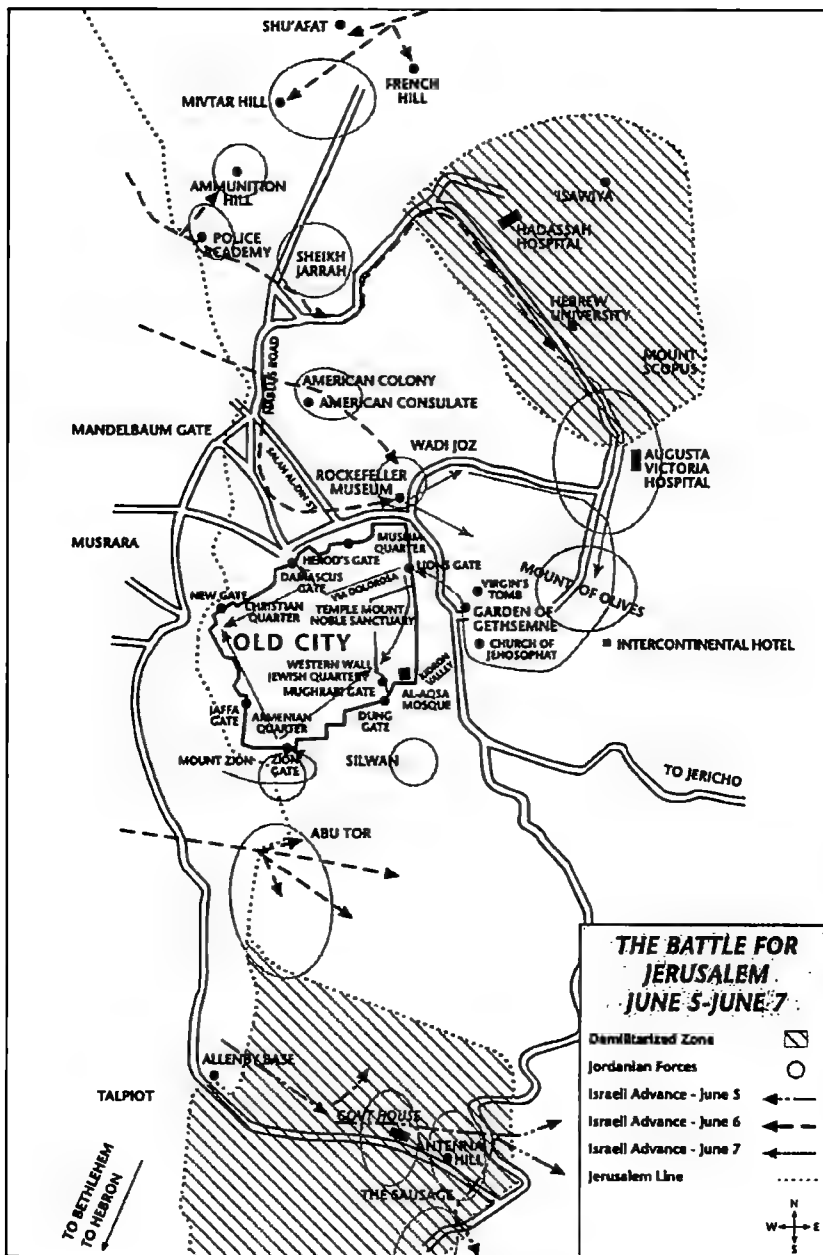 SHU'AFAT
FRENCH
HILL
MIVTAR HILL
AMMUNITION
HILL
'ISAWIYA
HADASSAH
HOSPITAL
POLICE
ACADEMY
SHEIKH
JARRAH
HEBREW
UNIVERSITY
MOUNT
SCOPUS
NABLUS ROAD
AMERICAN COLONY
AMERICAN CONSULATE
MANDELBAUM GATE
WADI JOZ
SALAH AL-DIN ST.
ROCKEFELLER
MUSEUM
AUGUSTA
VICTORIA
HOSPITAL
MUSRARA
MUSLIM
QUARTER
HEROD'S GATE
LIONS GATE
DAMASCUS
GATE
VIA DOLOROSA
VIRGIN'S
TOMB
MOUNT OF OLIVES
NEW GATE
CHRISTIAN
QUARTER
TEMPLE MOUNT
NOBLE SANCTUARY
GARDEN OF
GETHSEMNE
OLD CITY
CHURCH OF
JEHOSOPHAT
INTERCONTINENTAL HOTEL
WESTERN WALL
JEWISH QUARTER
MUGHRABI GATE
KIDRON
VALLEY
AL-AQSA
MOSQUE
JAFFA
GATE
ARMENIAN
QUARTER
DUNG
GATE
MOUNT ZION
ZION
GATE
SILWAN
TO JERICHO
ABU TOR
ALLENBY BASE
TALPIOT
GOVT HOUSE
ANTENNA
HILL
THE SAUSAGE
TO BETHLEHEM
TO HEBRON
THE BATTLE FOR
JERUSALEM
JUNE 5-JUNE 7
Demilitarized Zone
Jordanian Forces
Israeli Advance - June 5
Israeli Advance - June 6
Israeli Advance - June 7
Jerusalem Line
N
W E
S